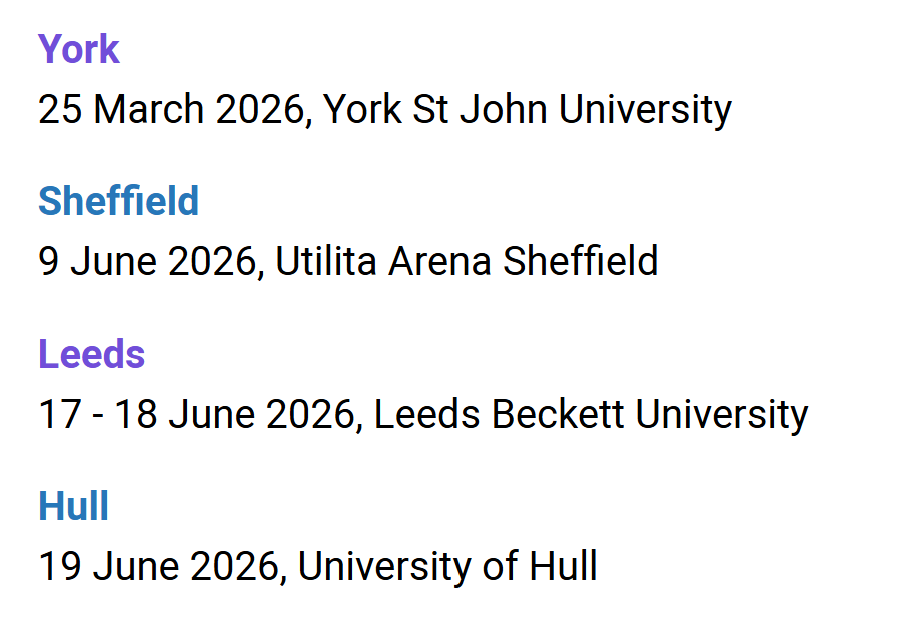 York
25 March 2026, York St John University
Sheffield
9 June 2026, Utilita Arena Sheffield
Leeds
17 - 18 June 2026, Leeds Beckett University
Hull
19 June 2026, University of Hull